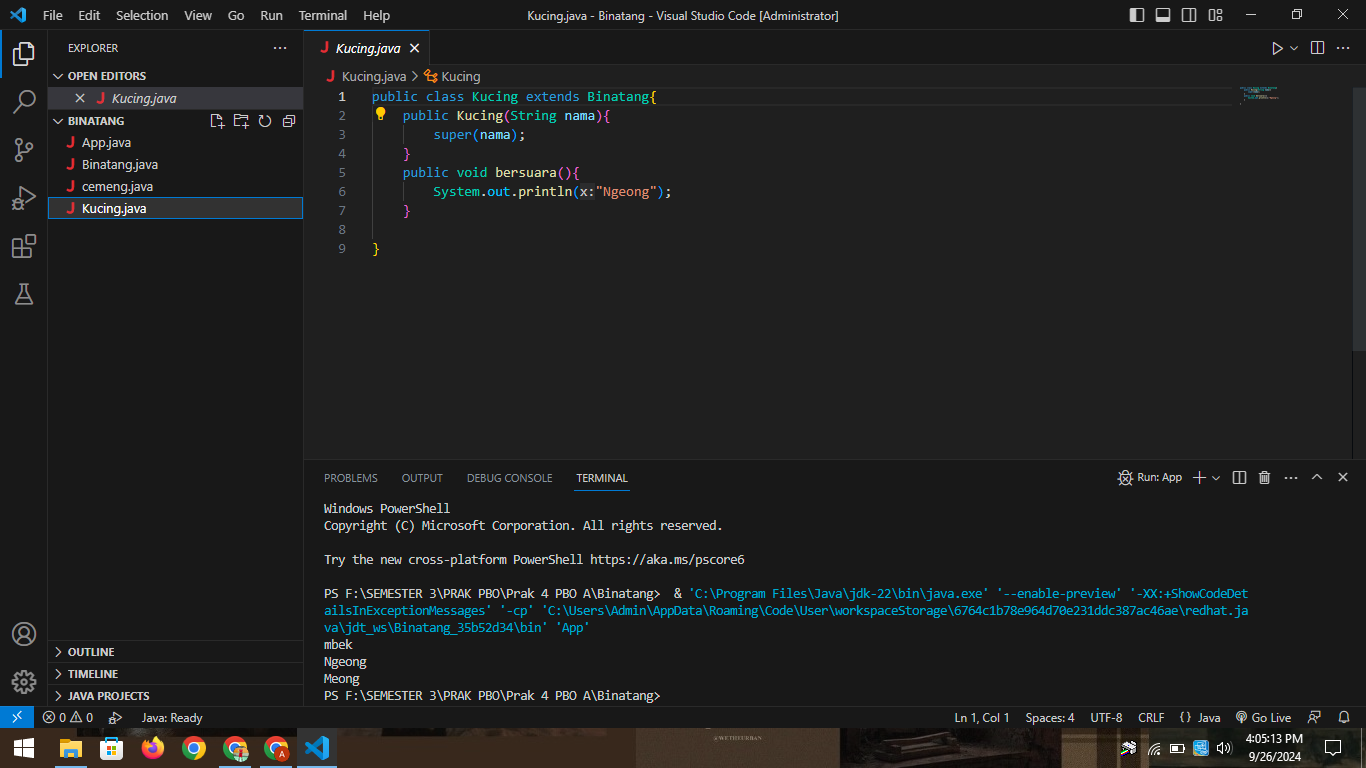 File Edit Selection View Go Run Terminal Help
Kucing.java - Binatang - Visual Studio Code [Administrator]
EXPLORER
OPEN EDITORS
Kucing.java
BINATANG
App.java
Binatang.java
cemeng.java
Kucing.java
OUTLINE
TIMELINE
JAVA PROJECTS
Kucing.java
Kucing.java > Kucing
1 public class Kucing extends Binatang{
2 public Kucing(String nama){
3 super(nama);
4 }
5 public void bersuara(){
6 System.out.println(x:"Ngeong");
7 }
8
9 }
PROBLEMS OUTPUT DEBUG CONSOLE TERMINAL
Run: App
Windows PowerShell
Copyright (C) Microsoft Corporation. All rights reserved.
Try the new cross-platform PowerShell https://aka.ms/pscore6
PS F:\SEMESTER 3\PRAK PBO\Prak 4 PBO A\Binatang> & 'C:\Program Files\Java\jdk-22\bin\java.exe' '--enable-preview' '-XX:+ShowCodeDet
ailsInExceptionMessages' '-cp' 'C:\Users\Admin\AppData\Roaming\Code\User\workspaceStorage\6764c1b78e964d70e231ddc387ac46ae\redhat.ja
va\jdt_ws\Binatang_35b52d34\bin' 'App'
mbek
Ngeong
Meong
PS F:\SEMESTER 3\PRAK PBO\Prak 4 PBO A\Binatang>
0 0 Java: Ready
Ln 1, Col 1 Spaces: 4 UTF-8 CRLF {} Java Go Live
@WEDHURBAN
4:05:13 PM
9/26/2024